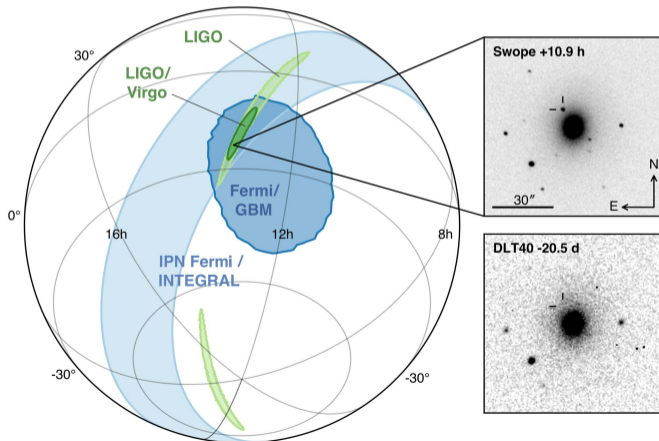 30°
LIGO
LIGO/
Virgo
Fermi/
GBM
0°
16h
12h
8h
IPN Fermi /
INTEGRAL
-30°
-30°
Swope +10.9 h
N
30"
E
DLT40 -20.5 d